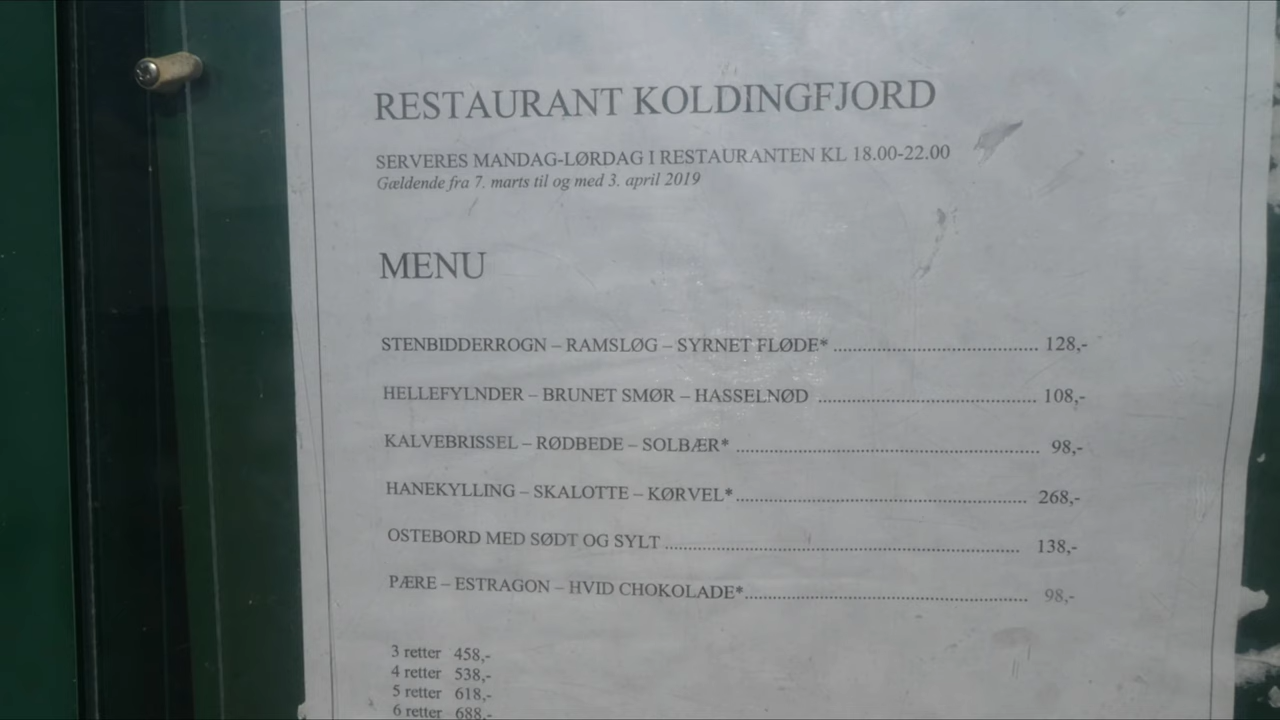 RESTAURANT KOLDINGFJORD
SERVERES MANDAG-LØRDAG I RESTAURANTEN KL 18.00-22.00
Gældende fra 7. marts til og med 3. april 2019
MENU
STENBIDDERROGN – RAMSLØG – SYRNET FLØDE* 128,-
HELLEFYLNDER – BRUNET SMØR – HASSELNØD 108,-
KALVEBRISSEL – RØDBEDE – SOLBÆR* 98,-
HANEKYLLING – SKALOTTE – KØRVEL* 268,-
OSTEBORD MED SØDT OG SYLT 138,-
PÆRE – ESTRAGON – HVID CHOKOLADE* 98,-
3 retter 458,-
4 retter 538,-
5 retter 618,-
6 retter 688,-